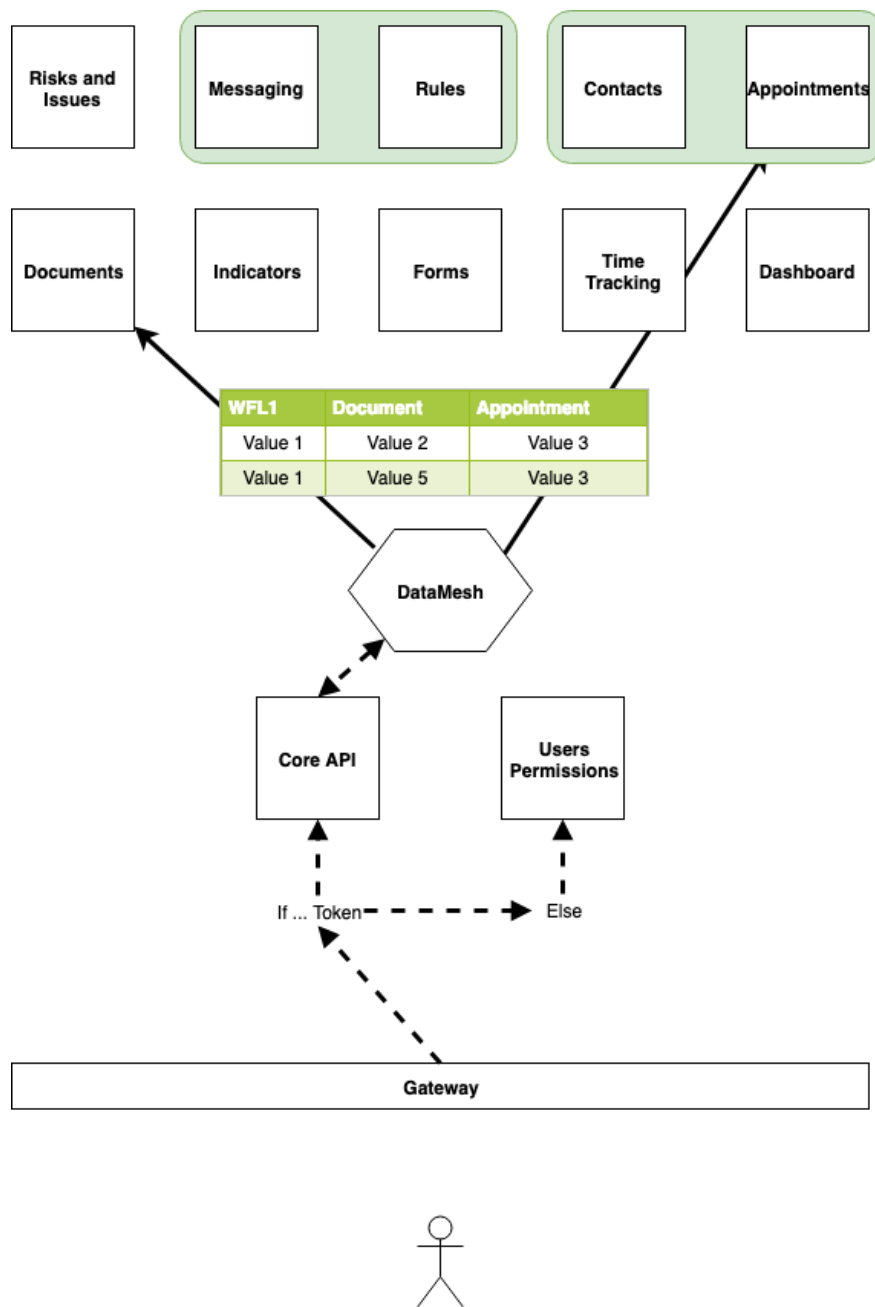 Risks and
Issues
Messaging
Rules
Contacts
Appointments
Documents
Indicators
Forms
Time
Tracking
Dashboard
WFL1 Document Appointment
Value 1 Value 2 Value 3
Value 1 Value 5 Value 3
DataMesh
Core API
Users
Permissions
If ... Token
Else
Gateway